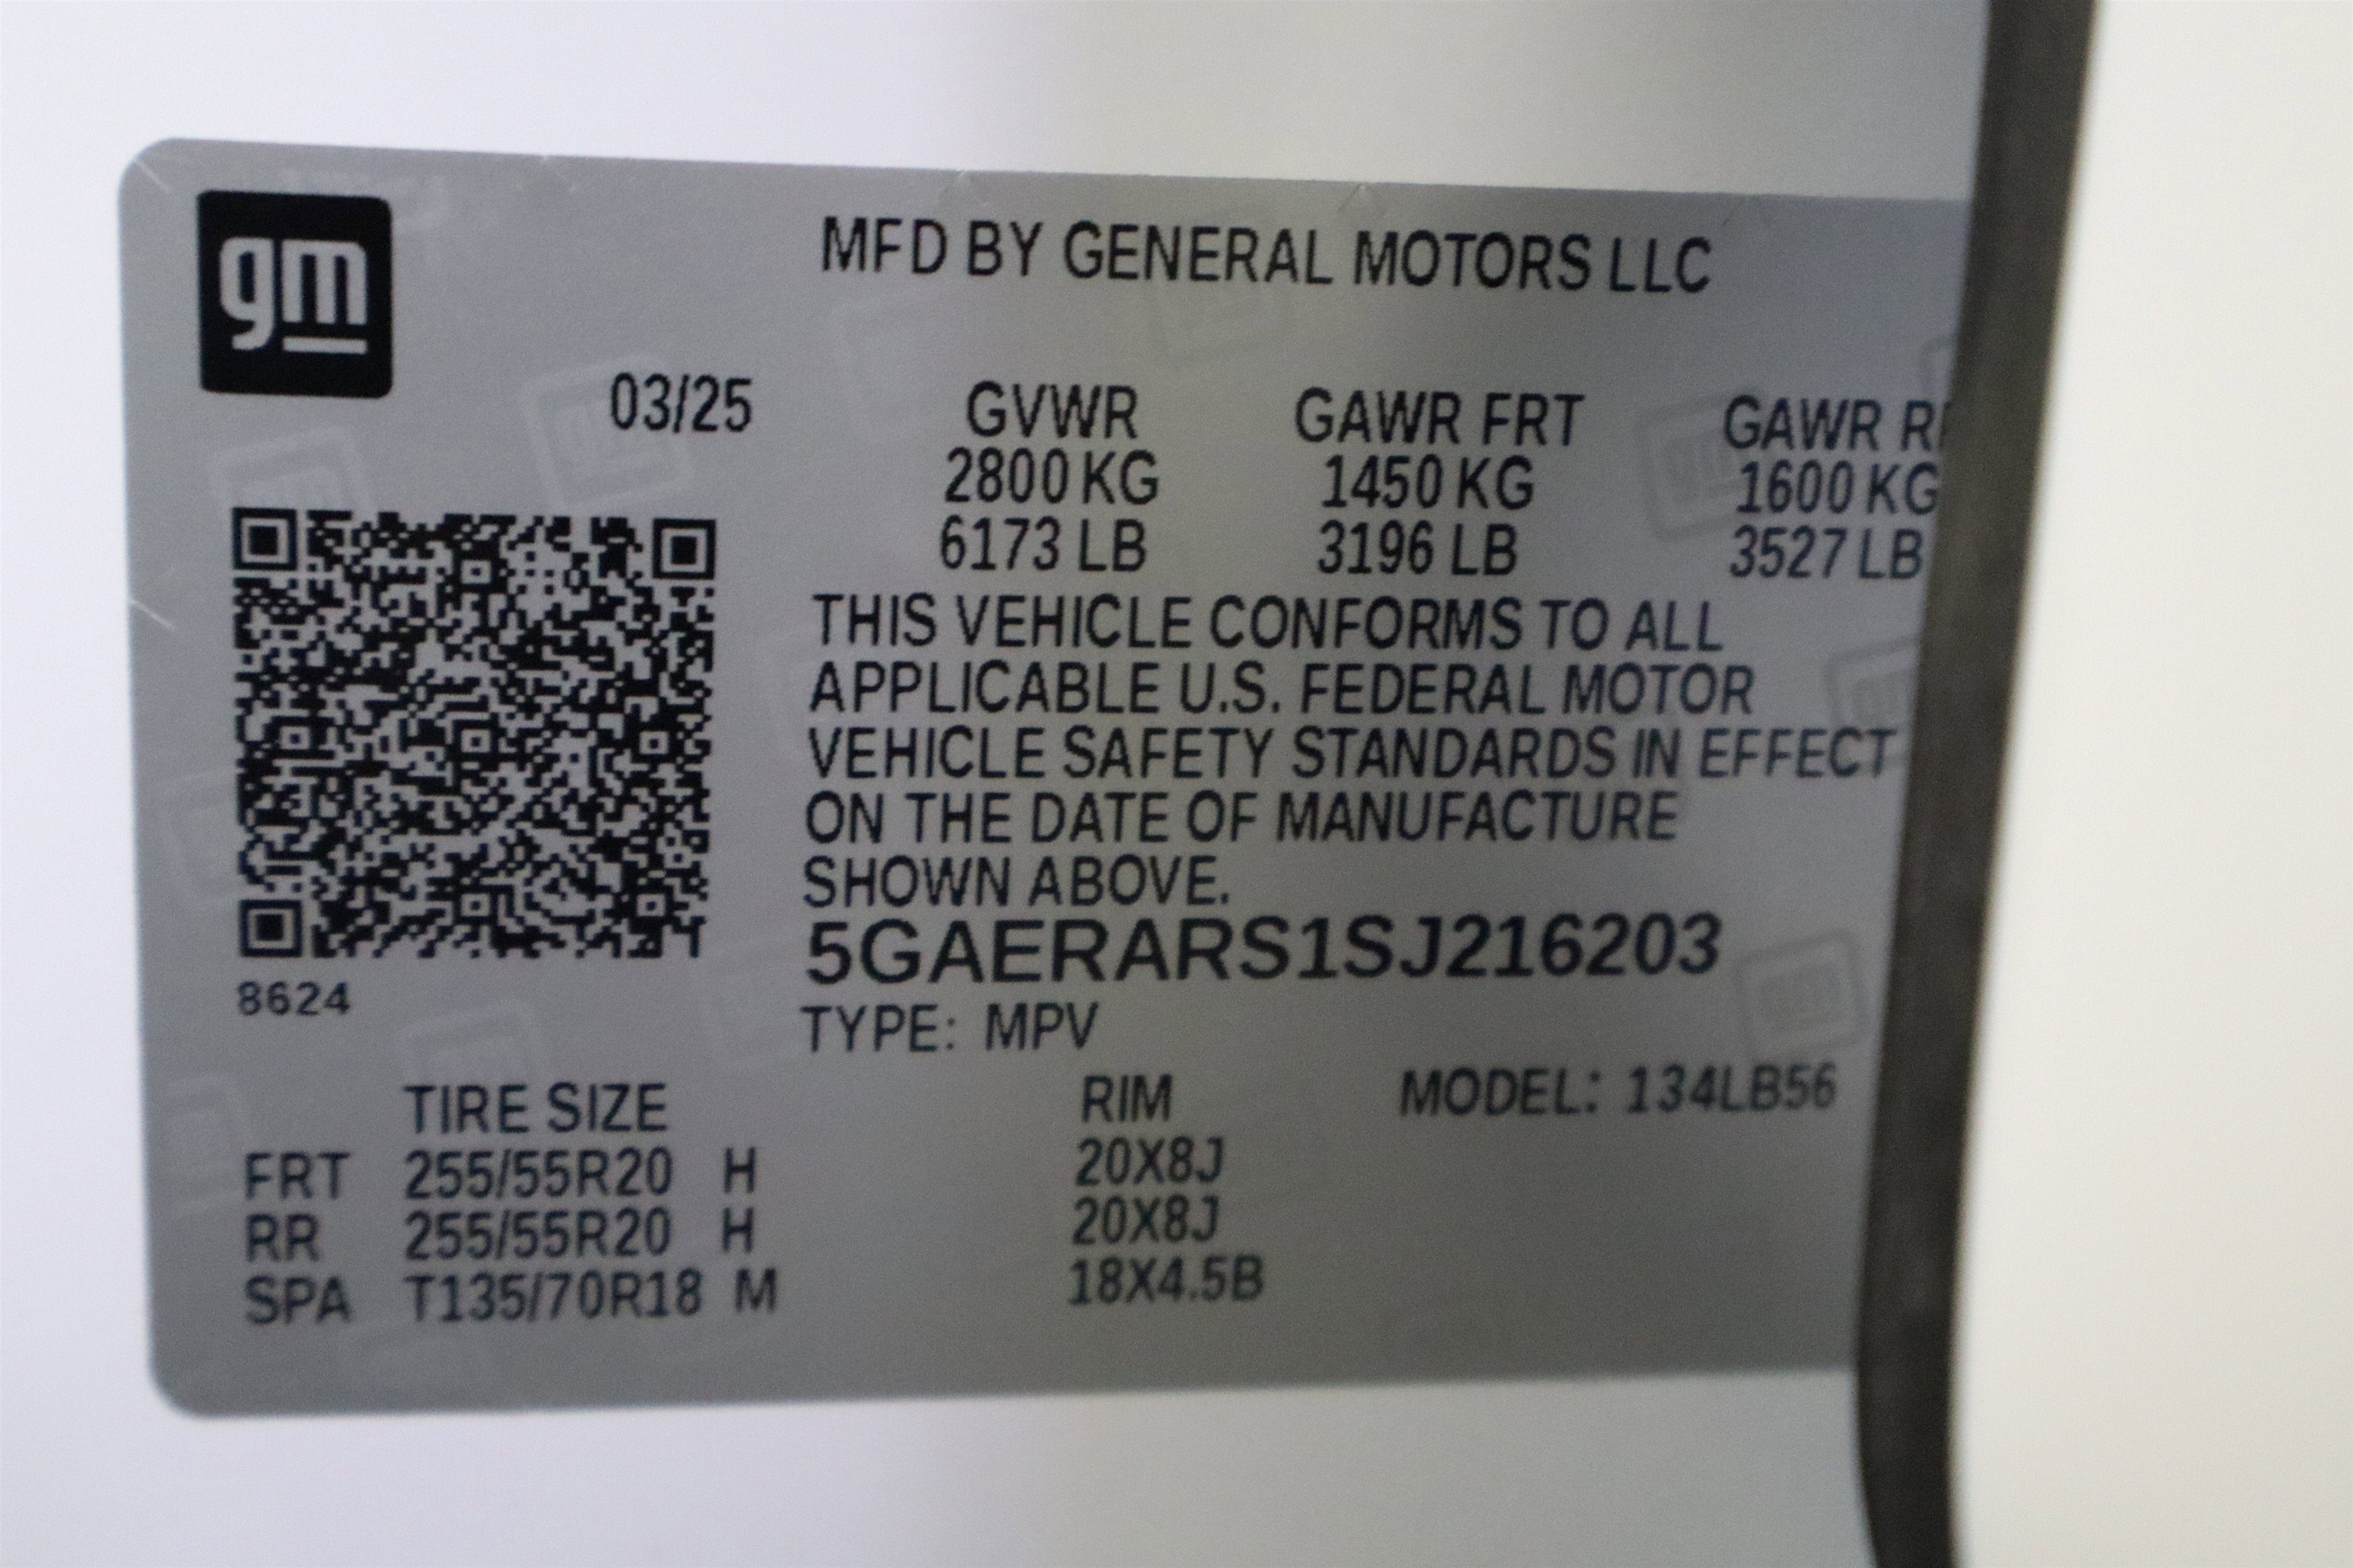 gm
MFD BY GENERAL MOTORS LLC
03/25 GVWR GAWR FRT GAWR
2800 KG 1450 KG 1600 KG
6173 LB 3196 LB 3527 LB
THIS VEHICLE CONFORMS TO ALL
APPLICABLE U.S. FEDERAL MOTOR
VEHICLE SAFETY STANDARDS IN EFFECT
ON THE DATE OF MANUFACTURE
SHOWN ABOVE.
5GAERARS1SJ216203
8624
TYPE: MPV
TIRE SIZE RIM MODEL: 134LB56
FRT 255/55R20 H 20X8J
RR 255/55R20 H 20X8J
SPA T135/70R18 M 18X4.5B